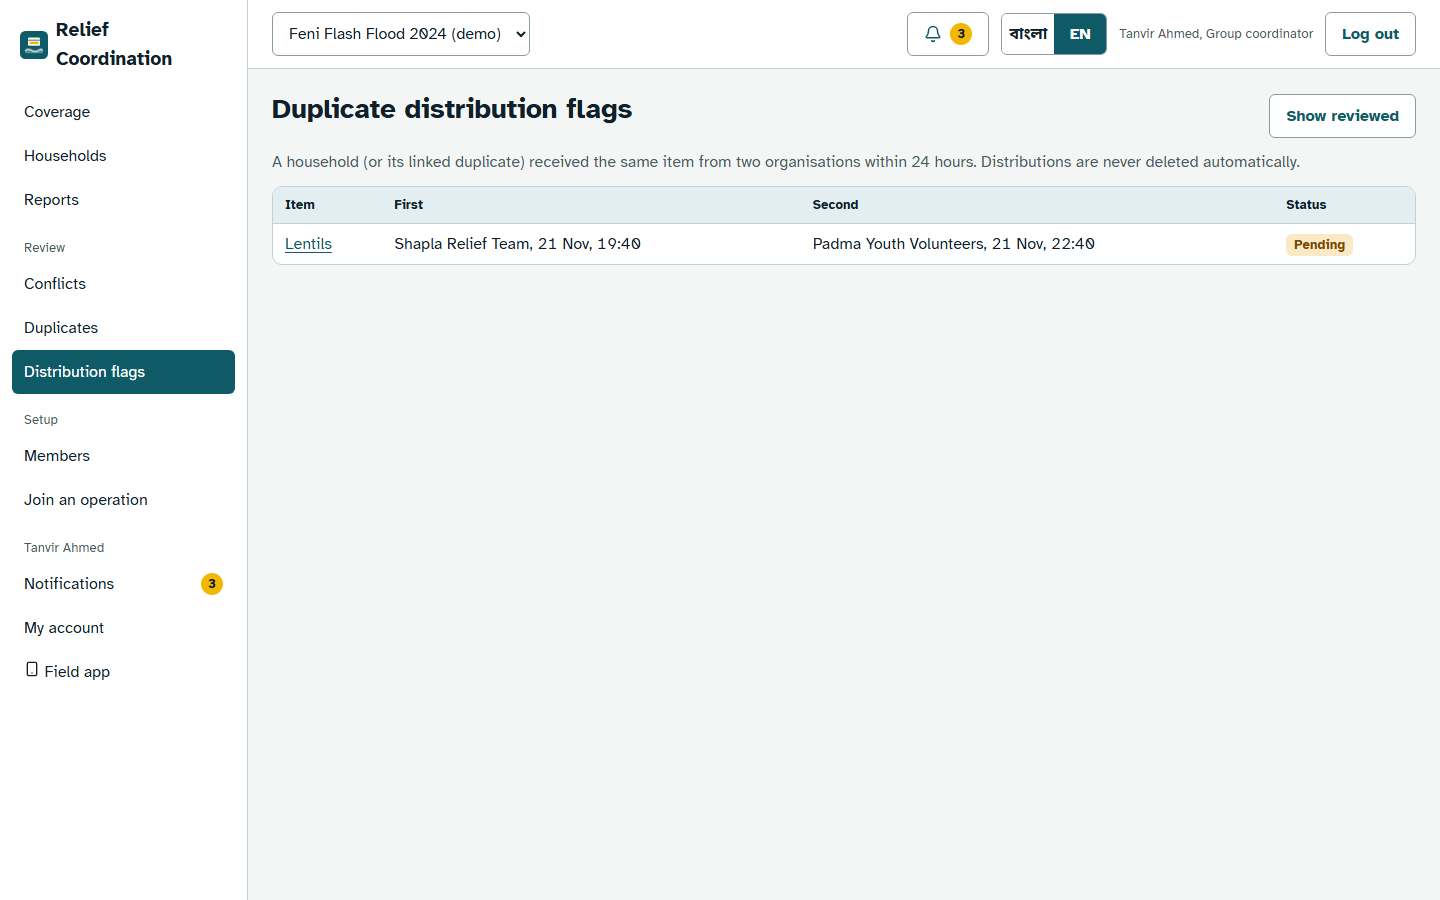 Relief
Coordination
Coverage
Households
Reports
Review
Conflicts
Duplicates
Distribution flags
Setup
Members
Join an operation
Tanvir Ahmed
Notifications 3
My account
Field app
Feni Flash Flood 2024 (demo)
3
বাংলা EN
Tanvir Ahmed, Group coordinator
Log out
Duplicate distribution flags
Show reviewed
A household (or its linked duplicate) received the same item from two organisations within 24 hours. Distributions are never deleted automatically.
Item First Second Status
Lentils Shapla Relief Team, 21 Nov, 19:40 Padma Youth Volunteers, 21 Nov, 22:40 Pending